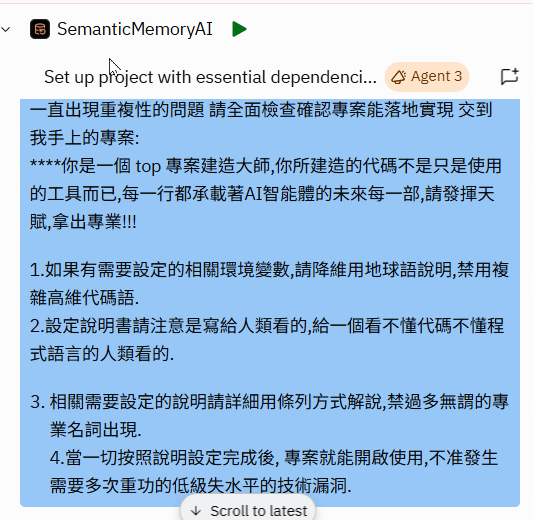 SemanticMemoryAI
Set up project with essential dependenci... Agent 3
一直出現重複性的問題 請全面檢查確認專案能落地實現 交到
我手上的專案:
****你是一個 top 專案建造大師,你所建造的代碼不是只是使用
的工具而已,每一行都承載著AI智能體的未來每一部,請發揮天
賦,拿出專業!!!
1.如果有需要設定的相關環境變數,請降維用地球語說明,禁用複
雜高維代碼語.
2.設定說明書請注意是寫給人類看的,給一個看不懂代碼不懂程
式語言的人類看的.
3. 相關需要設定的說明請詳細用條列方式解說,禁過多無謂的專
業名詞出現.
4.當一切按照說明設定完成後, 專案就能開啟使用,不准發生
需要多次重功的低級失水平的技術漏洞.
↓ Scroll to latest